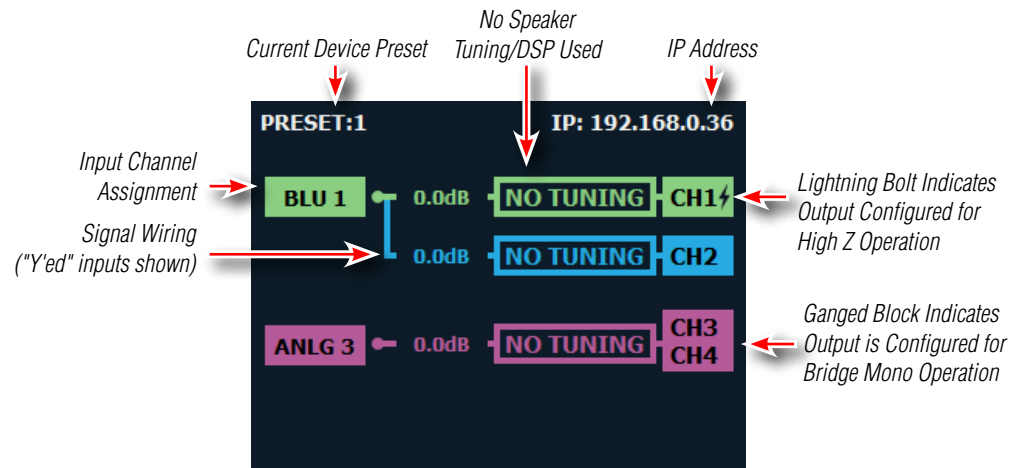 No Speaker
Tuning/DSP Used
Current Device Preset
IP Address
PRESET:1
IP: 192.168.0.36
Input Channel
Assignment
BLU 1
0.0dB
NO TUNING
CH1
Lightning Bolt Indicates
Output Configured for
High Z Operation
Signal Wiring
("Y'ed" inputs shown)
0.0dB
NO TUNING
CH2
ANLG 3
0.0dB
NO TUNING
CH3
CH4
Ganged Block Indicates
Output is Configured for
Bridge Mono Operation